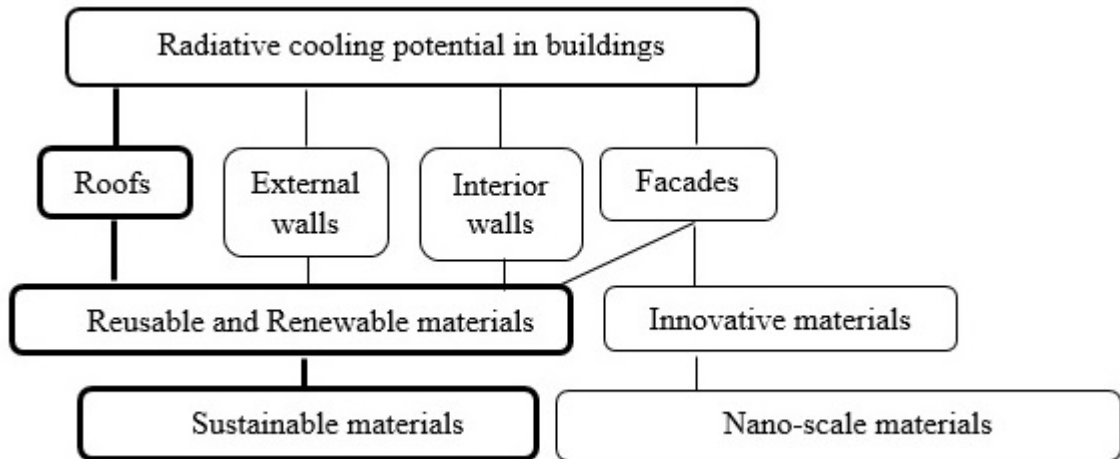 Radiative cooling potential in buildings
Roofs
External
walls
Interior
walls
Facades
Reusable and Renewable materials
Innovative materials
Sustainable materials
Nano-scale materials